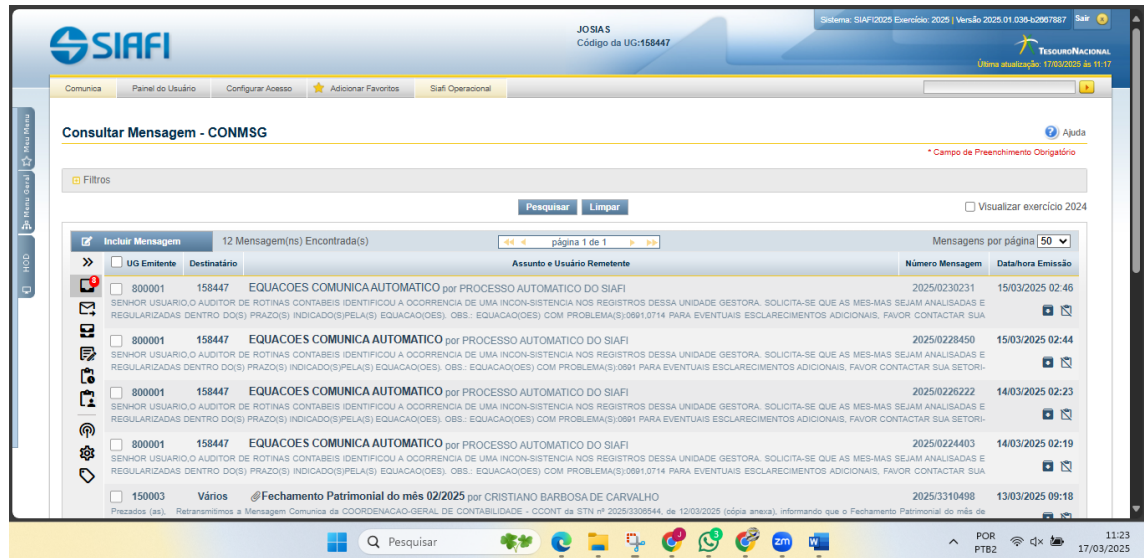 Sistema: SIAFI2025 Exercício: 2025 | Versão 2025.01.036-b2667887 Sair
JOSIAS
Código da UG:158447
SIAFI
TESOURONACIONAL
Última atualização: 17/03/2025 ás 11:17
Comunica Painel do Usuário Configurar Acesso Adicionar Favoritos Siafi Operacional
Meu Menu
Menu Geral
HOD
Consultar Mensagem - CONMSG
Ajuda
* Campo de Preenchimento Obrigatório
Filtros
Pesquisar Limpar
Visualizar exercício 2024
Incluir Mensagem 12 Mensagem(ns) Encontrada(s) página 1 de 1 Mensagens por página 50
UG Emitente Destinatário Assunto e Usuário Remetente Número Mensagem Data/hora Emissão
8
800001 158447 EQUACOES COMUNICA AUTOMATICO por PROCESSO AUTOMATICO DO SIAFI 2025/0230231 15/03/2025 02:46
SENHOR USUARIO,O AUDITOR DE ROTINAS CONTABEIS IDENTIFICOU A OCORRENCIA DE UMA INCON-SISTENCIA NOS REGISTROS DESSA UNIDADE GESTORA. SOLICITA-SE QUE AS MES-MAS SEJAM ANALISADAS E
REGULARIZADAS DENTRO DO(S) PRAZO(S) INDICADO(S)PELA(S) EQUACAO(OES). OBS.: EQUACAO(OES) COM PROBLEMA(S):0691,0714 PARA EVENTUAIS ESCLARECIMENTOS ADICIONAIS, FAVOR CONTACTAR SUA
800001 158447 EQUACOES COMUNICA AUTOMATICO por PROCESSO AUTOMATICO DO SIAFI 2025/0228450 15/03/2025 02:44
SENHOR USUARIO,O AUDITOR DE ROTINAS CONTABEIS IDENTIFICOU A OCORRENCIA DE UMA INCON-SISTENCIA NOS REGISTROS DESSA UNIDADE GESTORA. SOLICITA-SE QUE AS MES-MAS SEJAM ANALISADAS E
REGULARIZADAS DENTRO DO(S) PRAZO(S) INDICADO(S)PELA(S) EQUACAO(OES). OBS.: EQUACAO(OES) COM PROBLEMA(S):0691 PARA EVENTUAIS ESCLARECIMENTOS ADICIONAIS, FAVOR CONTACTAR SUA SETORI-
800001 158447 EQUACOES COMUNICA AUTOMATICO por PROCESSO AUTOMATICO DO SIAFI 2025/0226222 14/03/2025 02:23
SENHOR USUARIO,O AUDITOR DE ROTINAS CONTABEIS IDENTIFICOU A OCORRENCIA DE UMA INCON-SISTENCIA NOS REGISTROS DESSA UNIDADE GESTORA. SOLICITA-SE QUE AS MES-MAS SEJAM ANALISADAS E
REGULARIZADAS DENTRO DO(S) PRAZO(S) INDICADO(S)PELA(S) EQUACAO(OES). OBS.: EQUACAO(OES) COM PROBLEMA(S):0691 PARA EVENTUAIS ESCLARECIMENTOS ADICIONAIS, FAVOR CONTACTAR SUA SETORI-
800001 158447 EQUACOES COMUNICA AUTOMATICO por PROCESSO AUTOMATICO DO SIAFI 2025/0224403 14/03/2025 02:19
SENHOR USUARIO,O AUDITOR DE ROTINAS CONTABEIS IDENTIFICOU A OCORRENCIA DE UMA INCON-SISTENCIA NOS REGISTROS DESSA UNIDADE GESTORA. SOLICITA-SE QUE AS MES-MAS SEJAM ANALISADAS E
REGULARIZADAS DENTRO DO(S) PRAZO(S) INDICADO(S)PELA(S) EQUACAO(OES). OBS.: EQUACAO(OES) COM PROBLEMA(S):0691,0714 PARA EVENTUAIS ESCLARECIMENTOS ADICIONAIS, FAVOR CONTACTAR SUA
150003 Vários Fechamento Patrimonial do mês 02/2025 por CRISTIANO BARBOSA DE CARVALHO 2025/3310498 13/03/2025 09:18
Prezados (as), Retransmitimos a Mensagem Comunica da COORDENACAO-GERAL DE CONTABILIDADE - CCONT da STN nº 2025/3306544, de 12/03/2025 (cópia anexa), informando que o Fechamento Patrimonial do mês de
Pesquisar
3
zm
POR
PTB2
11:23
17/03/2025